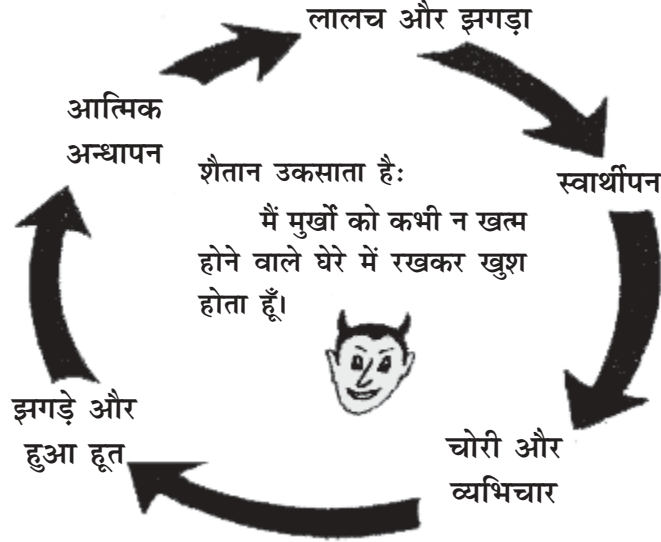 लालच और झगड़ा
आत्मिक
अन्धापन
शैतान उकसाता है:
मैं मुर्खों को कभी न खत्म
होने वाले घेरे में रखकर खुश
होता हूँ।
स्वार्थीपन
झगड़े और
हुआ हूत
चोरी और
व्यभिचार